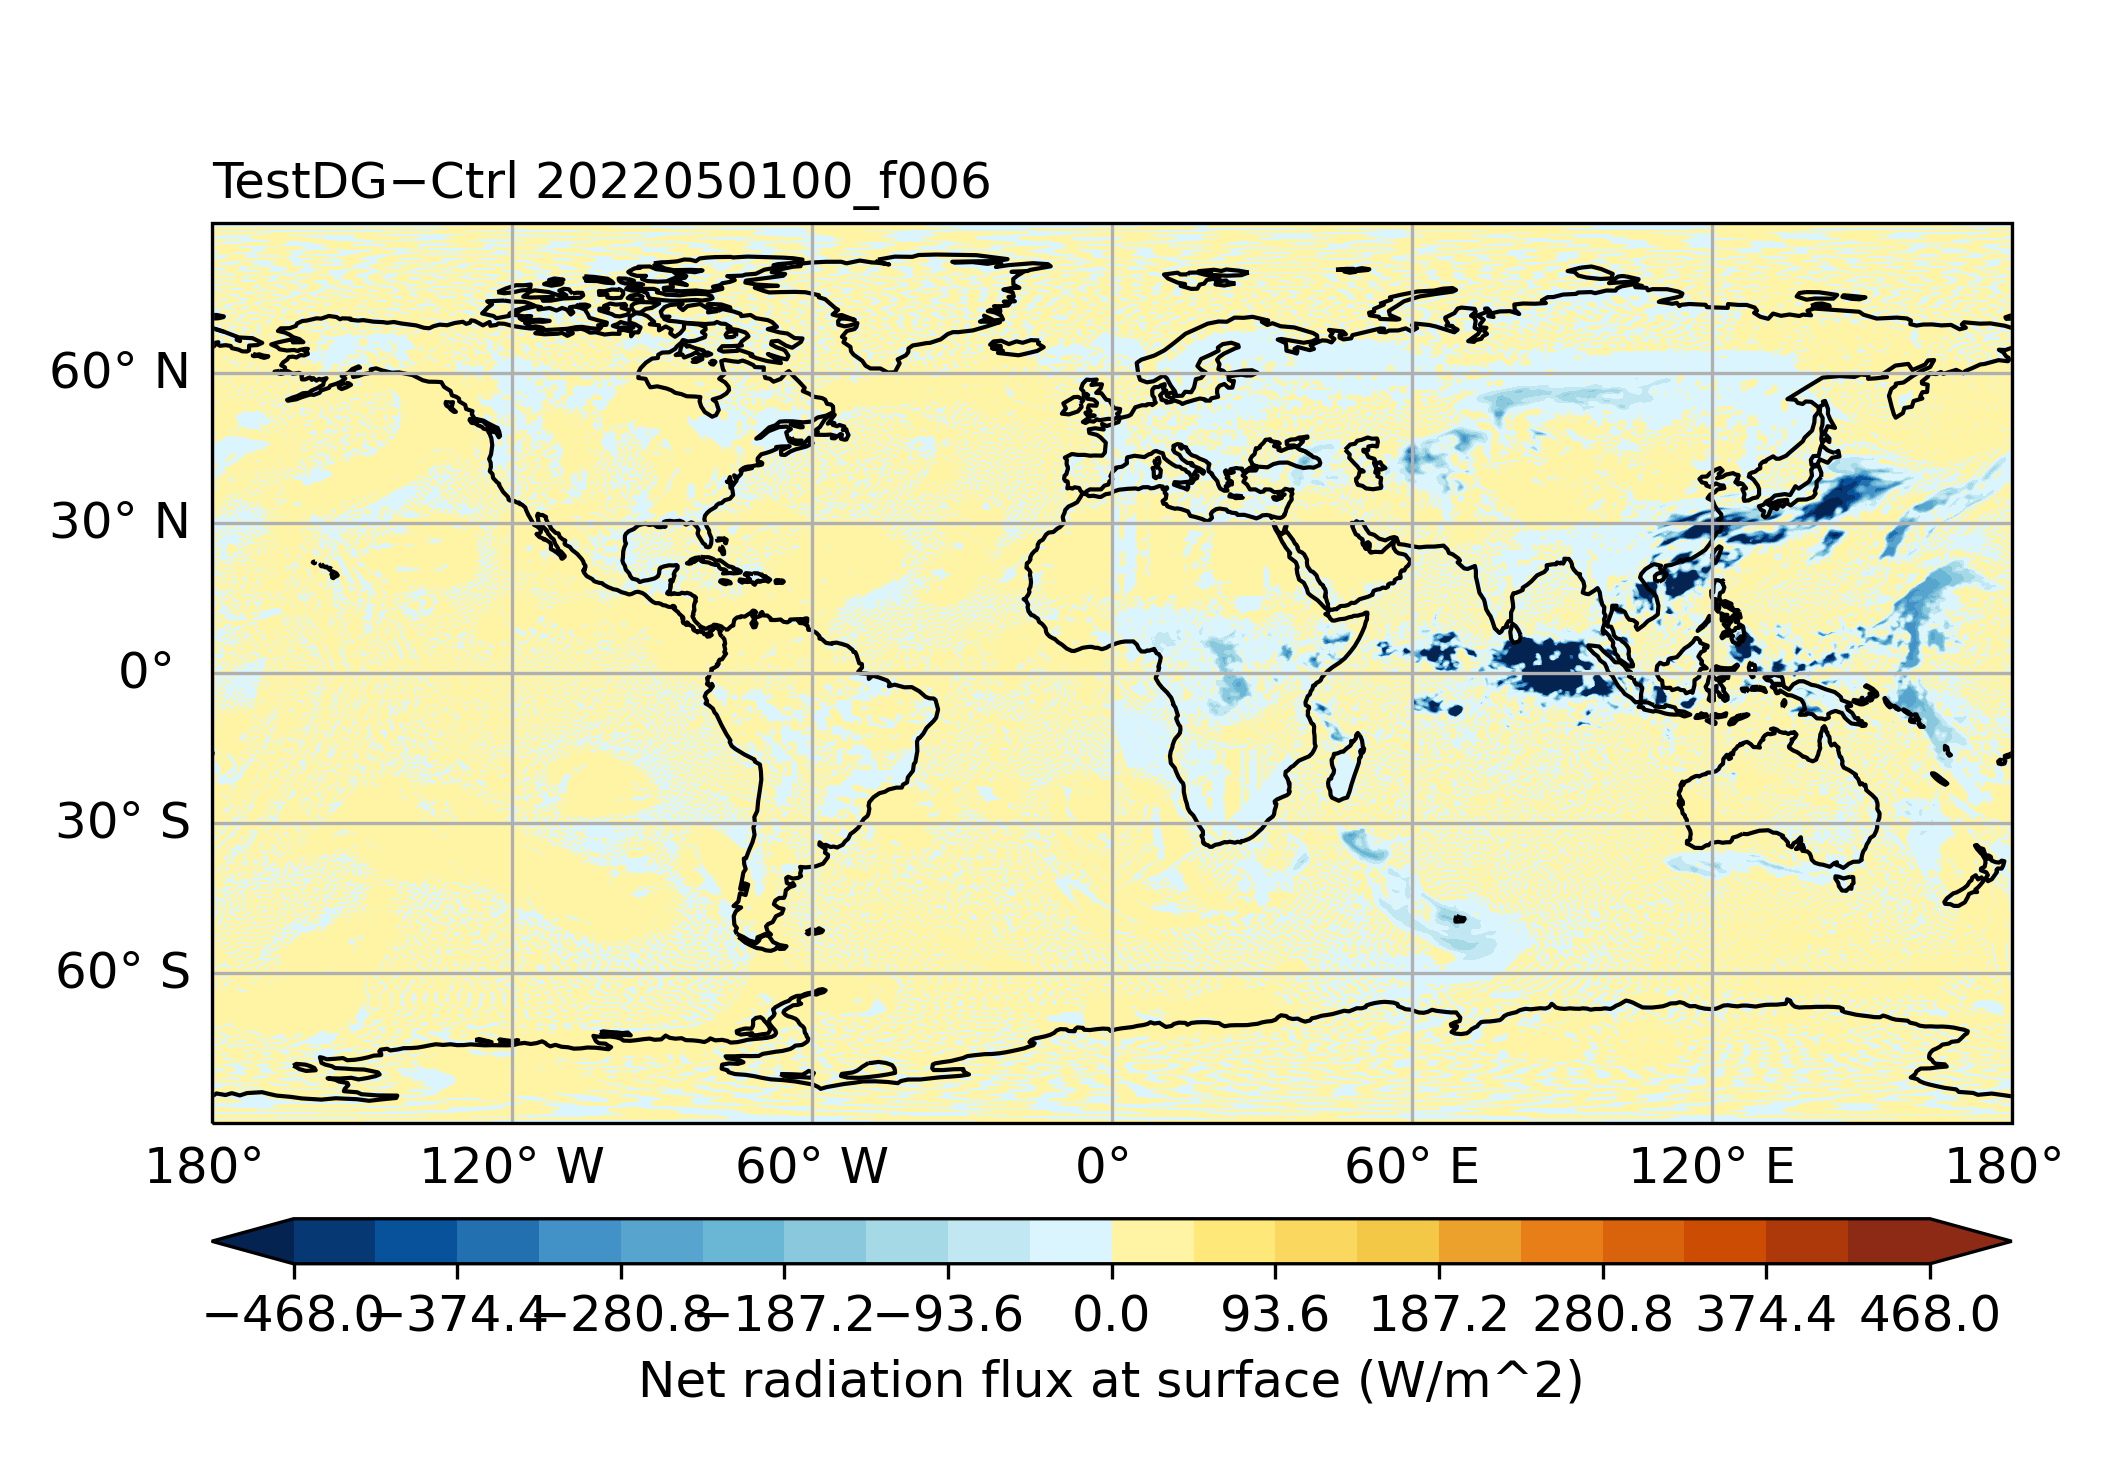 TestDG−Ctrl 2022050100_f006
60° N
30° N
0°
30° S
60° S
180° 120° W 60° W 0° 60° E 120° E 180°
−468.0 −374.4 −280.8 −187.2 −93.6 0.0 93.6 187.2 280.8 374.4 468.0
Net radiation flux at surface (W/m^2)